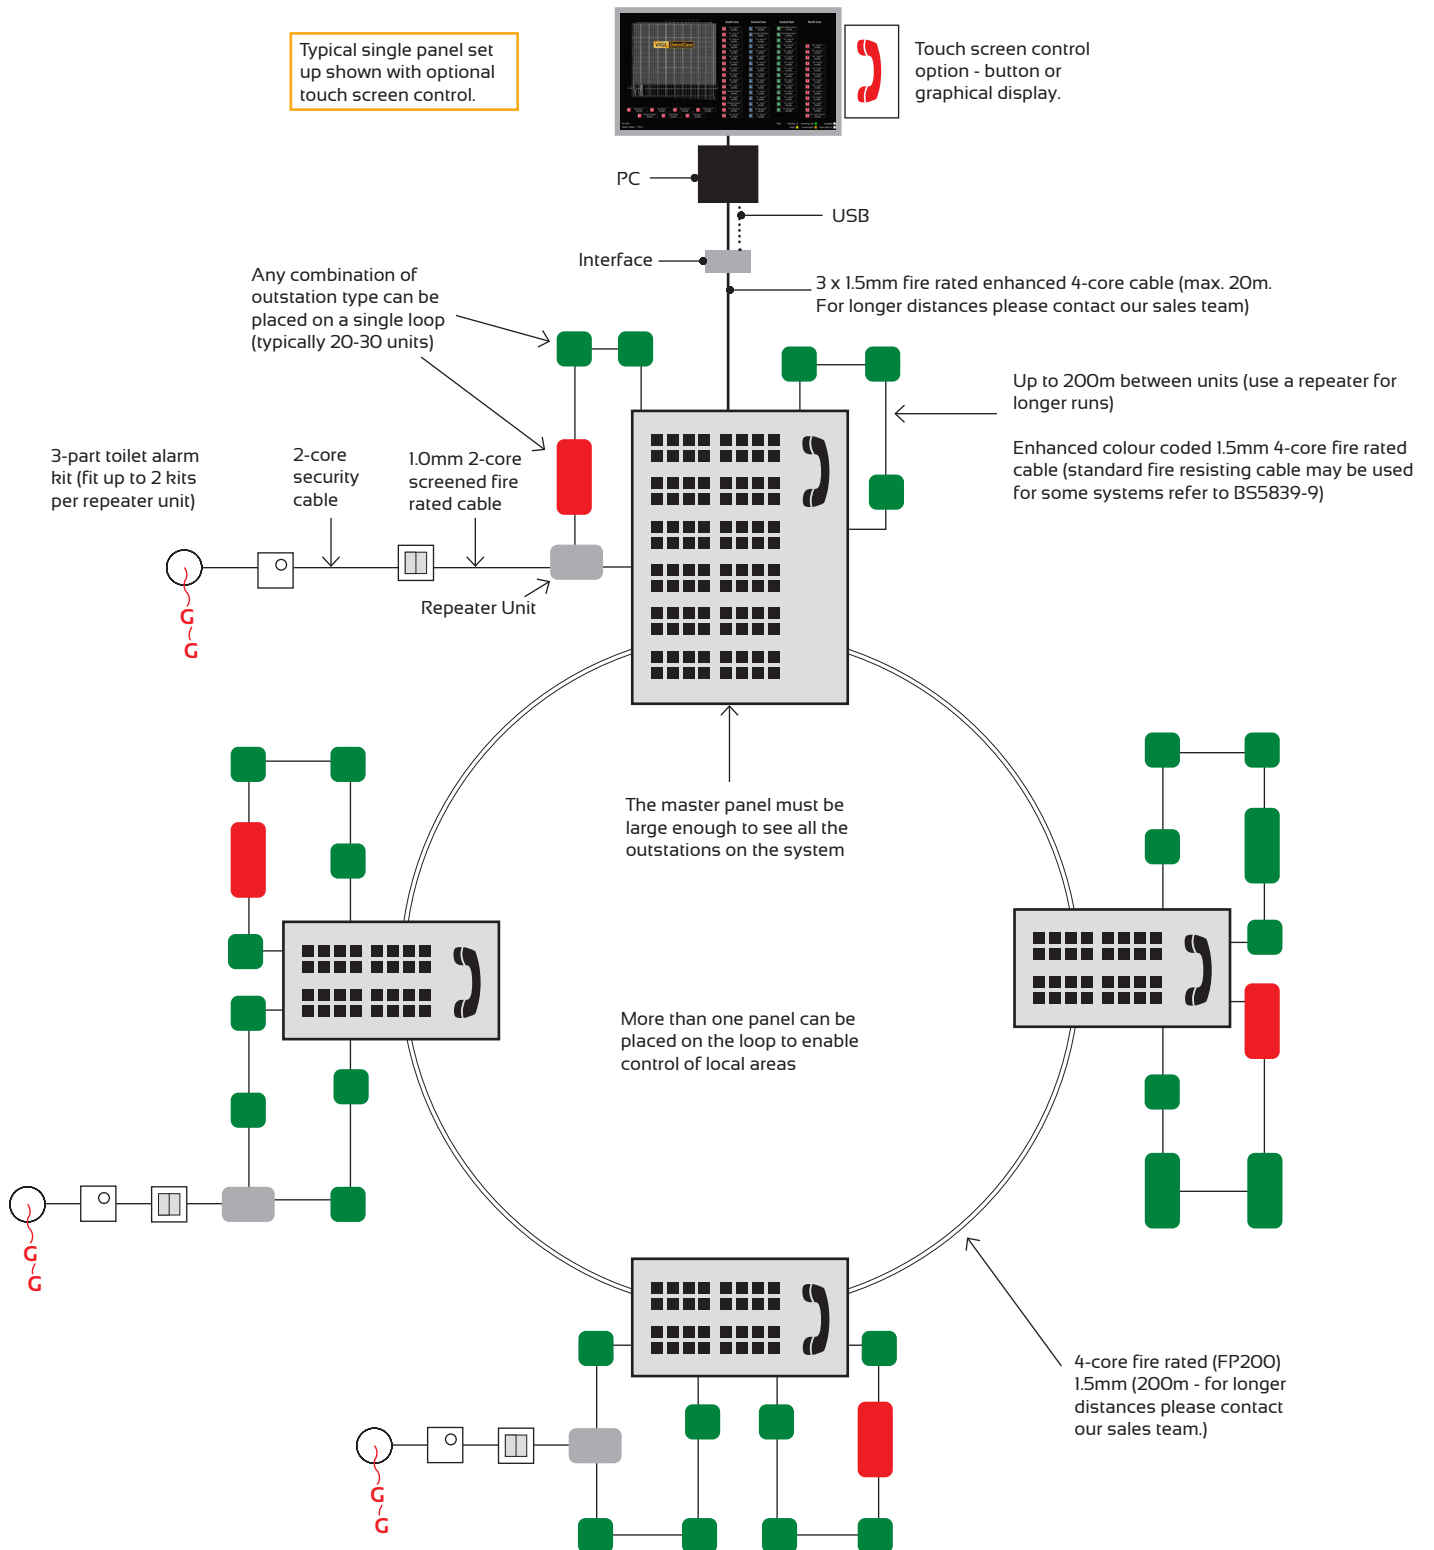 Typical single panel set
up shown with optional
touch screen control.
VIGIL OmniCare
Touch screen control
option - button or
graphical display.
PC
USB
Interface
3 x 1.5mm fire rated enhanced 4-core cable (max. 20m.
For longer distances please contact our sales team)
Any combination of
outstation type can be
placed on a single loop
(typically 20-30 units)
Up to 200m between units (use a repeater for
longer runs)
Enhanced colour coded 1.5mm 4-core fire rated
cable (standard fire resisting cable may be used
for some systems refer to BS5839-9)
3-part toilet alarm
kit (fit up to 2 kits
per repeater unit)
2-core
security
cable
1.0mm 2-core
screened fire
rated cable
Repeater Unit
G
G
The master panel must be
large enough to see all the
outstations on the system
More than one panel can be
placed on the loop to enable
control of local areas
G
G
4-core fire rated (FP200)
1.5mm (200m - for longer
distances please contact
our sales team.)
G
G